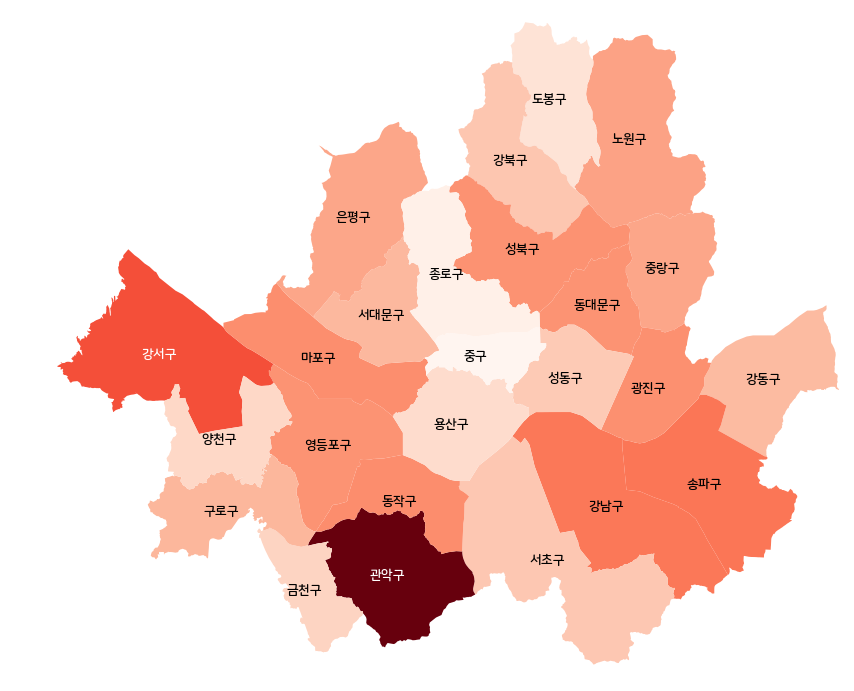 도봉구
노원구
강북구
은평구
성북구
중랑구
종로구
동대문구
서대문구
강서구
마포구
중구
성동구
강동구
광진구
용산구
양천구
영등포구
송파구
동작구
강남구
구로구
서초구
관악구
금천구